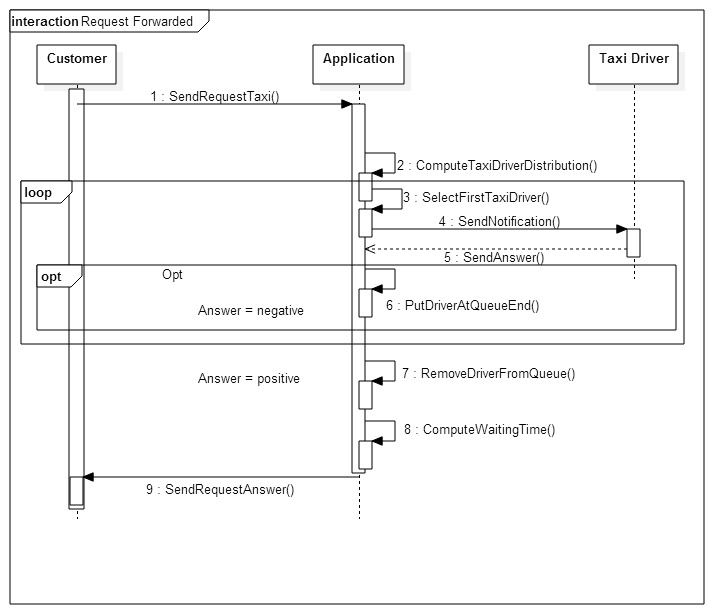 interaction Request Forwarded
Customer
Application
Taxi Driver
1 : SendRequestTaxi()
2 : ComputeTaxiDriverDistribution()
loop
3 : SelectFirstTaxiDriver()
4 : SendNotification()
5 : SendAnswer()
opt
Opt
Answer = negative
6 : PutDriverAtQueueEnd()
Answer = positive
7 : RemoveDriverFromQueue()
8 : ComputeWaitingTime()
9 : SendRequestAnswer()